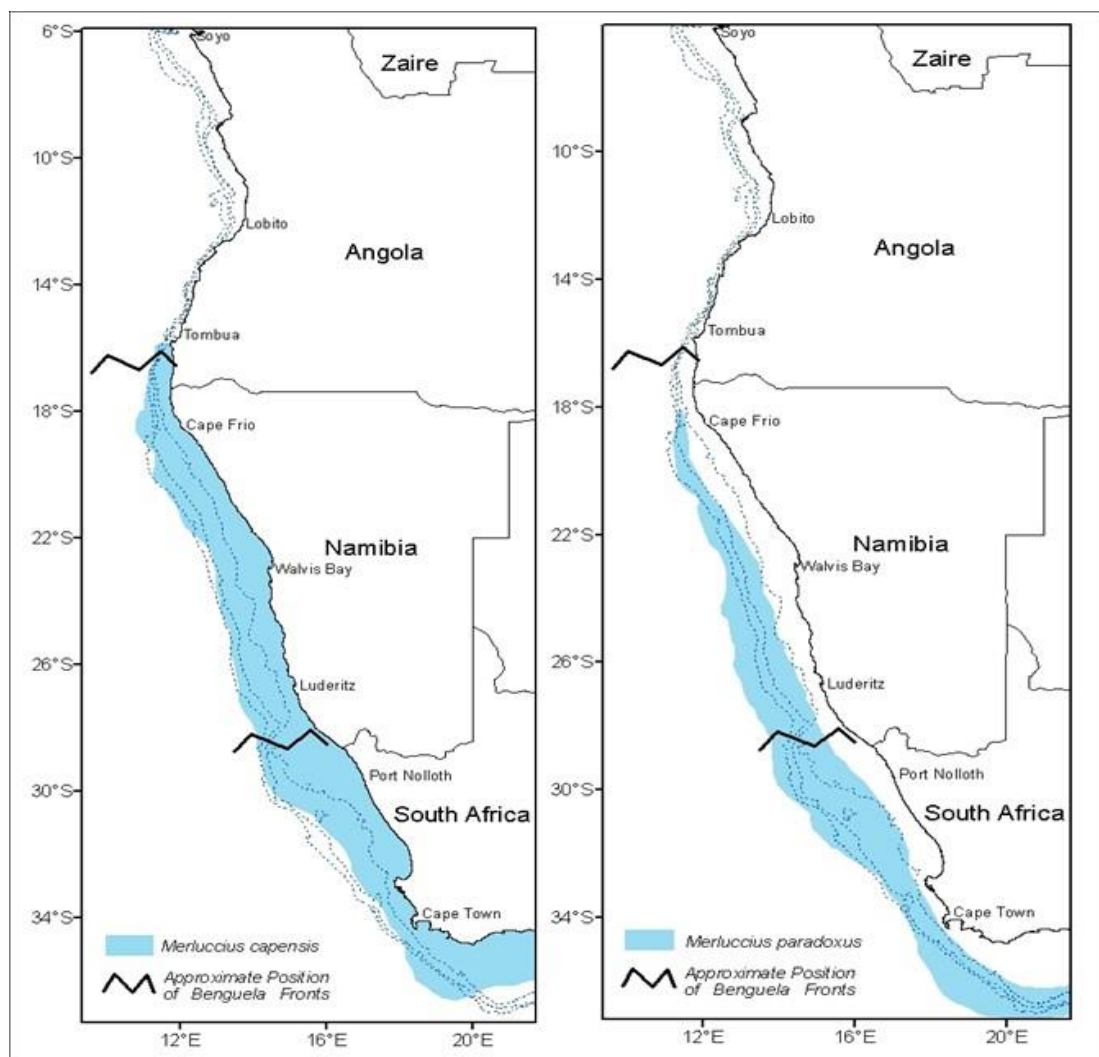 6°S
Soyo
Zaire
10°S
Lobito
Angola
14°S
Tombua
18°S
Cape Frio
22°S
Namibia
Walvis Bay
26°S
Luderitz
30°S
Port Nolloth
South Africa
34°S
Cape Town
Merluccius capensis
Approximate Position
of Benguela Fronts
12°E
16°E
20°E
Soyo
Zaire
10°S
Lobito
Angola
14°S
Tombua
18°S
Cape Frio
22°S
Namibia
Walvis Bay
26°S
Luderitz
30°S
Port Nolloth
South Africa
34°S
Cape Town
Merluccius paradoxus
Approximate Position
of Benguela Fronts
12°E
16°E
20°E